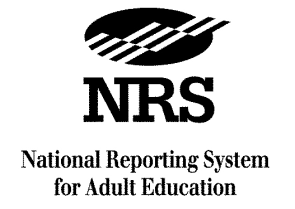 NRS
National Reporting System
for Adult Education